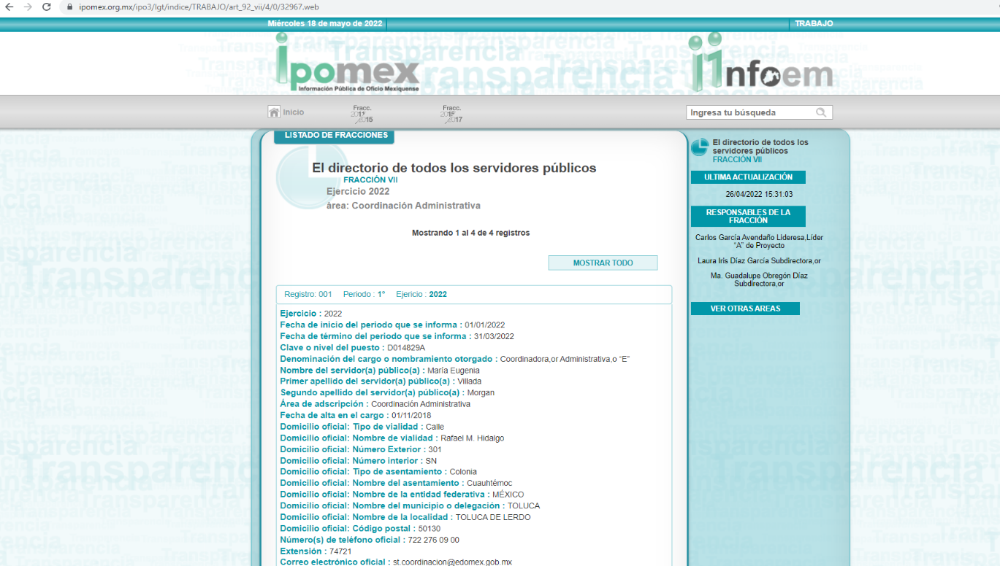 ipomex.org.mx/ipo3/lgt/indice/TRABAJO/art_92_vii/4/0/32967.web
Miércoles 18 de mayo de 2022
TRABAJO
ipomex
Información Pública de Oficio Mexiquense
infoem
Inicio
Fracc.
2015
Fracc.
2017
Ingresa tu búsqueda
LISTADO DE FRACCIONES
El directorio de todos los servidores públicos
FRACCIÓN VII
Ejercicio 2022
área: Coordinación Administrativa
Mostrando 1 al 4 de 4 registros
MOSTRAR TODO
Registro: 001 Periodo : 1° Ejericio : 2022
Ejercicio : 2022
Fecha de inicio del periodo que se informa : 01/01/2022
Fecha de término del periodo que se informa : 31/03/2022
Clave o nivel del puesto : D014829A
Denominación del cargo o nombramiento otorgado : Coordinadora,or Administrativa,o “E”
Nombre del servidor(a) público(a) : María Eugenia
Primer apellido del servidor(a) público(a) : Villada
Segundo apellido del servidor(a) público(a) : Morgan
Área de adscripción : Coordinación Administrativa
Fecha de alta en el cargo : 01/11/2018
Domicilio oficial: Tipo de vialidad : Calle
Domicilio oficial: Nombre de vialidad : Rafael M. Hidalgo
Domicilio oficial: Número Exterior : 301
Domicilio oficial: Número interior : SN
Domicilio oficial: Tipo de asentamiento : Colonia
Domicilio oficial: Nombre del asentamiento : Cuauhtémoc
Domicilio oficial: Nombre de la entidad federativa : MÉXICO
Domicilio oficial: Nombre del municipio o delegación : TOLUCA
Domicilio oficial: Nombre de la localidad : TOLUCA DE LERDO
Domicilio oficial: Código postal : 50130
Número(s) de teléfono oficial : 722 276 09 00
Extensión : 74721
Correo electrónico oficial : st.coordinacion@edomex.gob.mx
El directorio de todos los
servidores públicos
FRACCIÓN VII
ULTIMA ACTUALIZACIÓN
26/04/2022 15:31:03
RESPONSABLES DE LA
FRACCIÓN
Carlos García Avendaño Lideresa,Líder
“A” de Proyecto
Laura Iris Díaz García Subdirectora,or
Ma. Guadalupe Obregón Díaz
Subdirectora,or
VER OTRAS AREAS